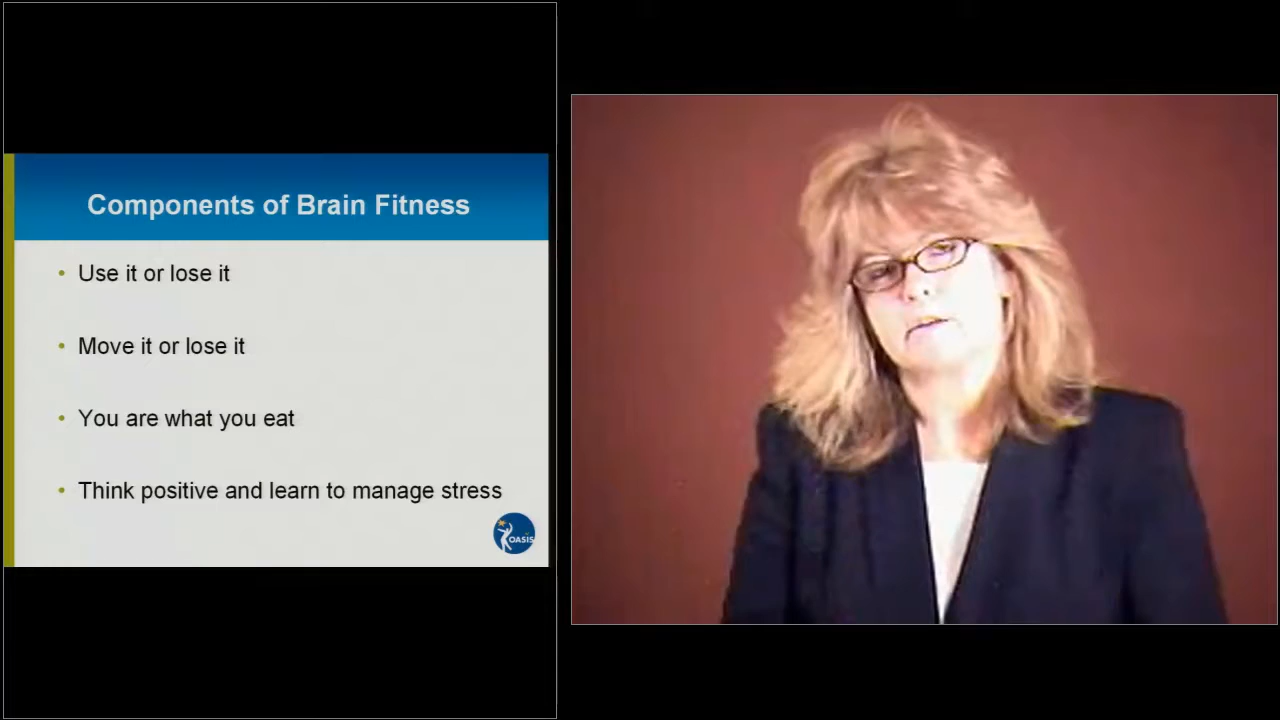 Components of Brain Fitness
• Use it or lose it
• Move it or lose it
• You are what you eat
• Think positive and learn to manage stress
OASIS